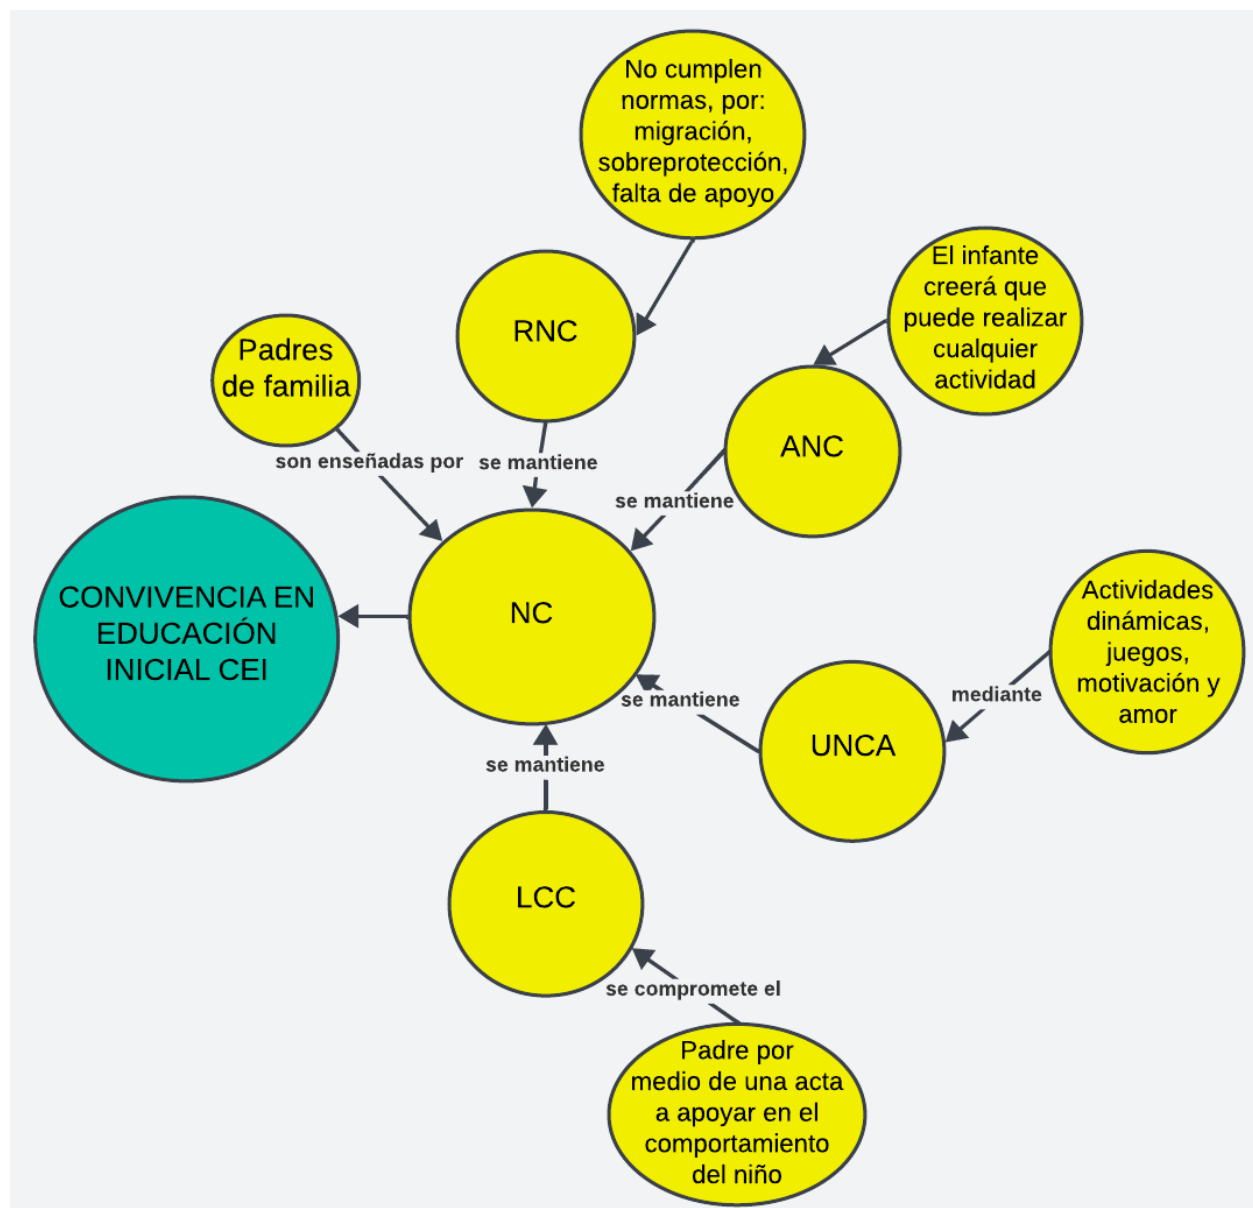 No cumplen
normas, por:
migración,
sobreprotección,
falta de apoyo
El infante
creerá que
puede realizar
cualquier
actividad
RNC
Padres
de familia
ANC
son enseñadas por
se mantiene
se mantiene
CONVIVENCIA EN
EDUCACIÓN
INICIAL CEI
NC
Actividades
dinámicas,
juegos,
motivación y
amor
se mantiene
mediante
UNCA
se mantiene
LCC
se compromete el
Padre por
medio de una acta
a apoyar en el
comportamiento
del niño